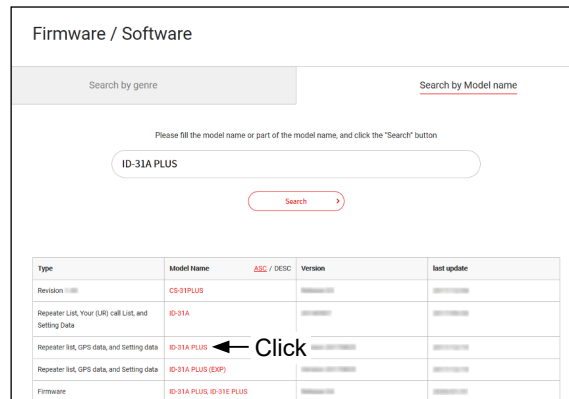 Firmware / Software
Search by genre
Search by Model name
Please fill the model name or part of the model name, and click the "Search" button
ID-31A PLUS
Search
Type Model Name ASC / DESC Version last update
Revision CS-31PLUS
Repeater List, Your (UR) call List, and ID-31A
Setting Data
Repeater list, GPS data, and Setting data ID-31A PLUS Click
Repeater list, GPS data, and Setting data ID-31A PLUS (EXP)
Firmware ID-31A PLUS, ID-31E PLUS